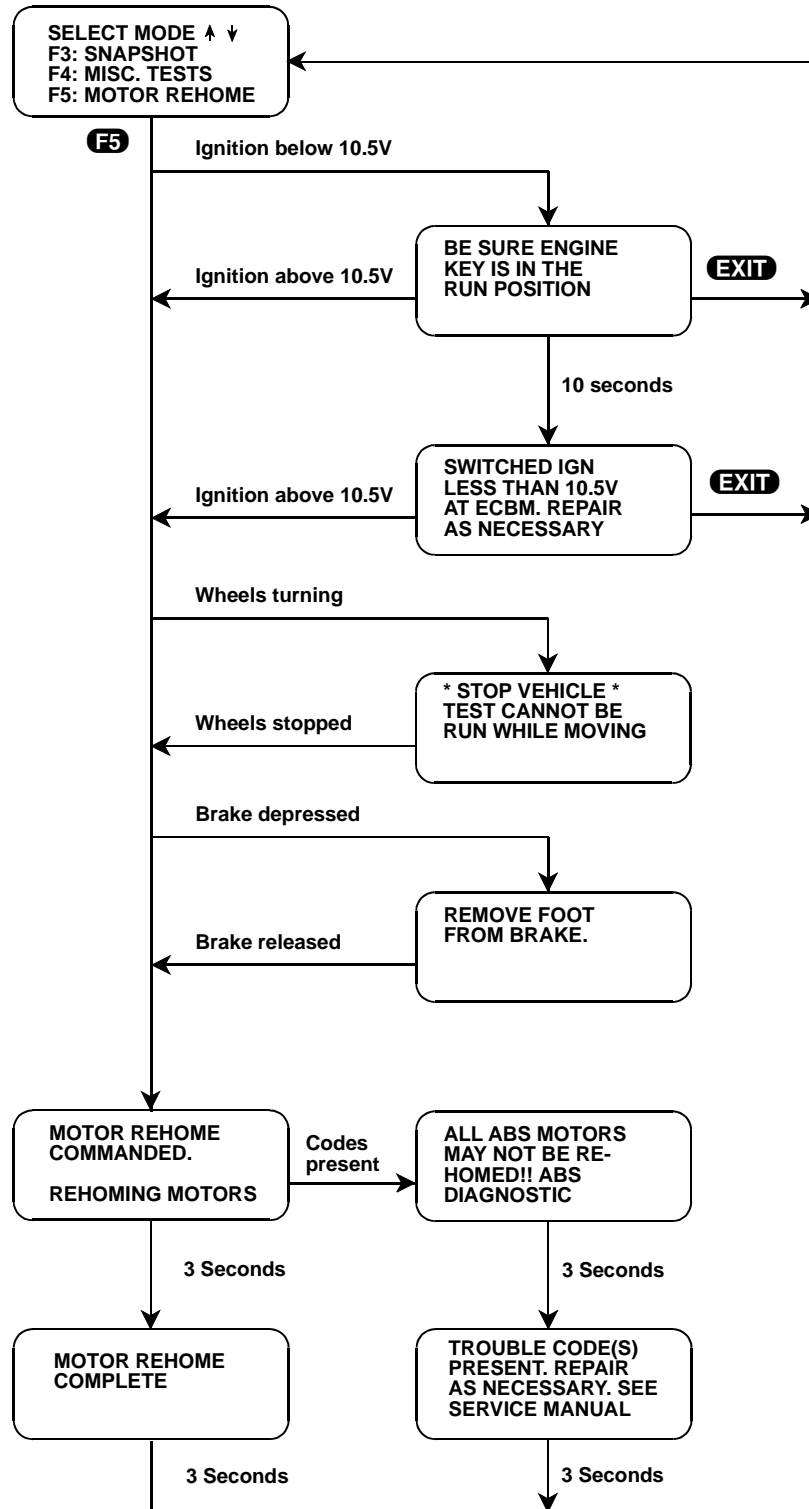 SELECT MODE ↑ ↓
F3: SNAPSHOT
F4: MISC. TESTS
F5: MOTOR REHOME
F5
Ignition below 10.5V
BE SURE ENGINE
KEY IS IN THE
RUN POSITION
EXIT
Ignition above 10.5V
10 seconds
SWITCHED IGN
LESS THAN 10.5V
AT ECBM. REPAIR
AS NECESSARY
EXIT
Ignition above 10.5V
Wheels turning
* STOP VEHICLE *
TEST CANNOT BE
RUN WHILE MOVING
Wheels stopped
Brake depressed
REMOVE FOOT
FROM BRAKE.
Brake released
MOTOR REHOME
COMMANDED.
REHOMING MOTORS
Codes
present
ALL ABS MOTORS
MAY NOT BE RE-
HOMED!! ABS
DIAGNOSTIC
3 Seconds
3 Seconds
MOTOR REHOME
COMPLETE
TROUBLE CODE(S)
PRESENT. REPAIR
AS NECESSARY. SEE
SERVICE MANUAL
3 Seconds
3 Seconds